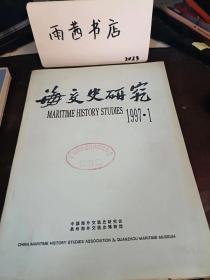 雨茜书店
2023
海交史研究
MARITIME HISTORY STUDIES 1997·1
中国海外交通史研究会
泉州海外交通史博物馆
CHINA MARITIME HISTORY STUDIES ASSOCIATION & QUANZHOU MARITIME MUSEUM